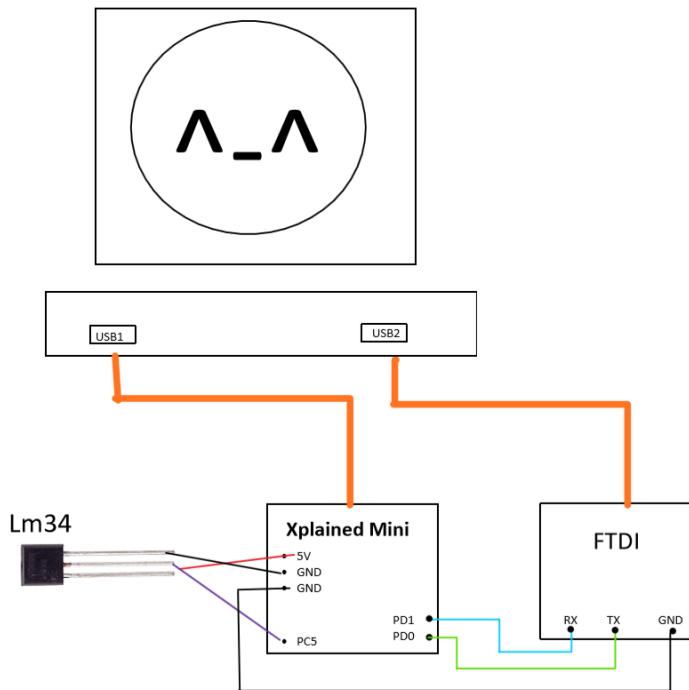 ^_^
USB1
USB2
Lm34
Xplained Mini
5V
GND
GND
PC5
PD1
PD0
FTDI
RX
TX
GND